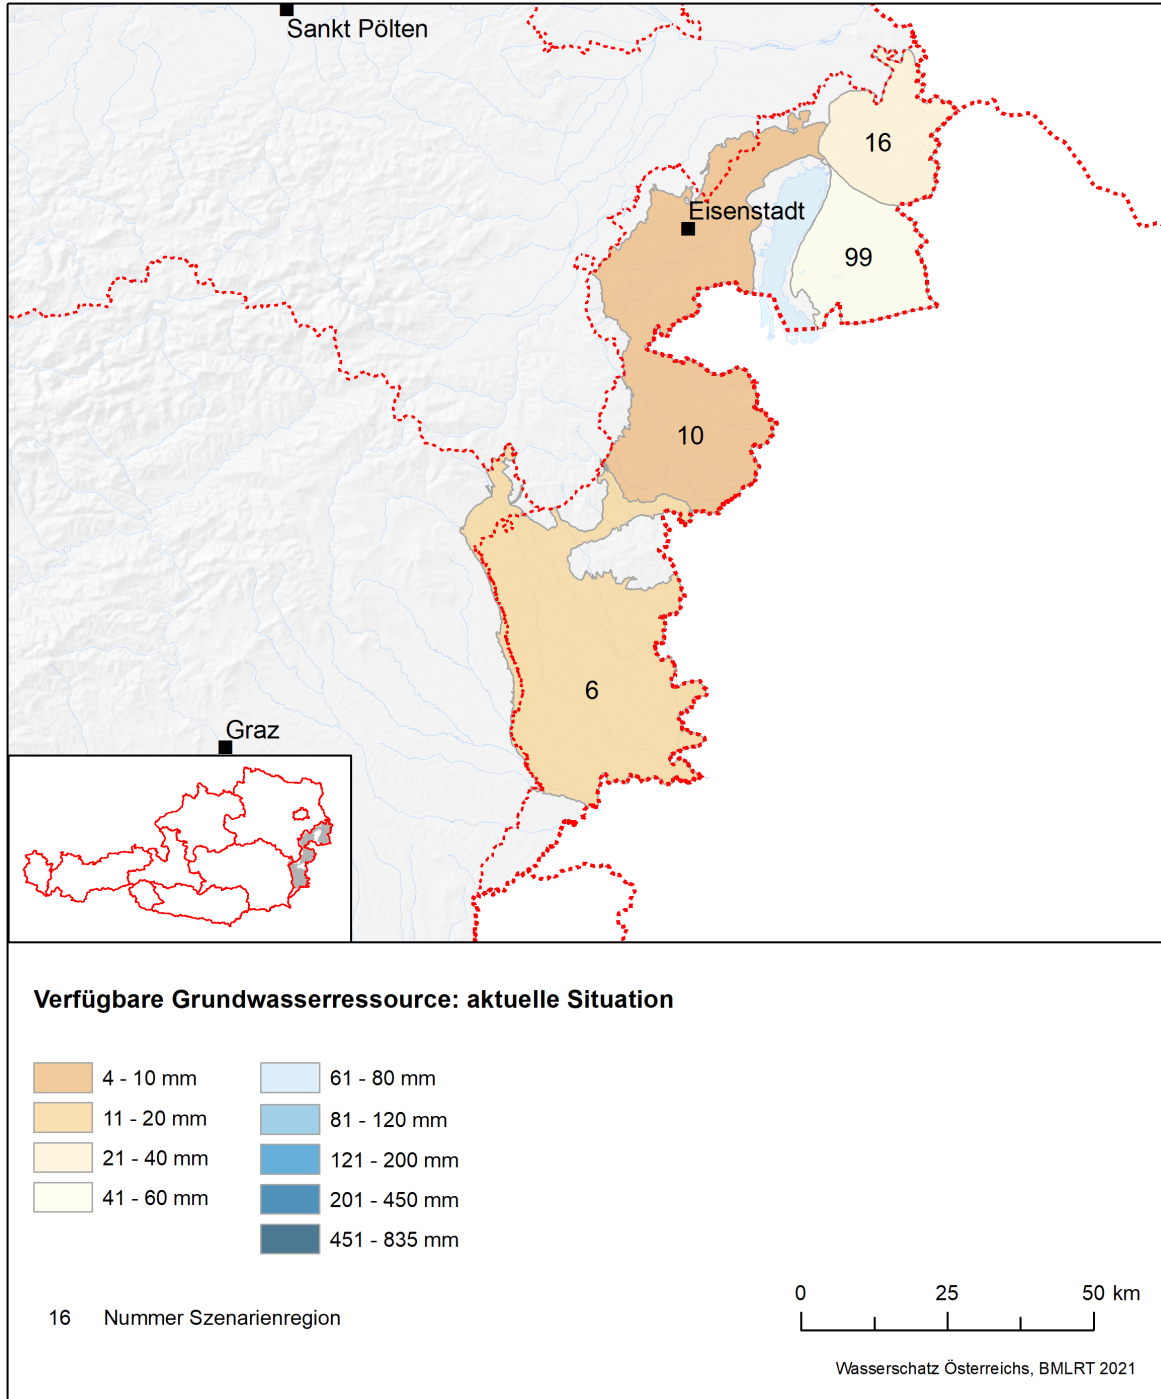 Sankt Pölten
16
Eisenstadt
99
10
6
Graz
Verfügbare Grundwasserressource: aktuelle Situation
4 - 10 mm
61 - 80 mm
11 - 20 mm
81 - 120 mm
21 - 40 mm
121 - 200 mm
41 - 60 mm
201 - 450 mm
451 - 835 mm
0 25 50 km
16 Nummer Szenarienregion
Wasserschatz Österreichs, BMLRT 2021